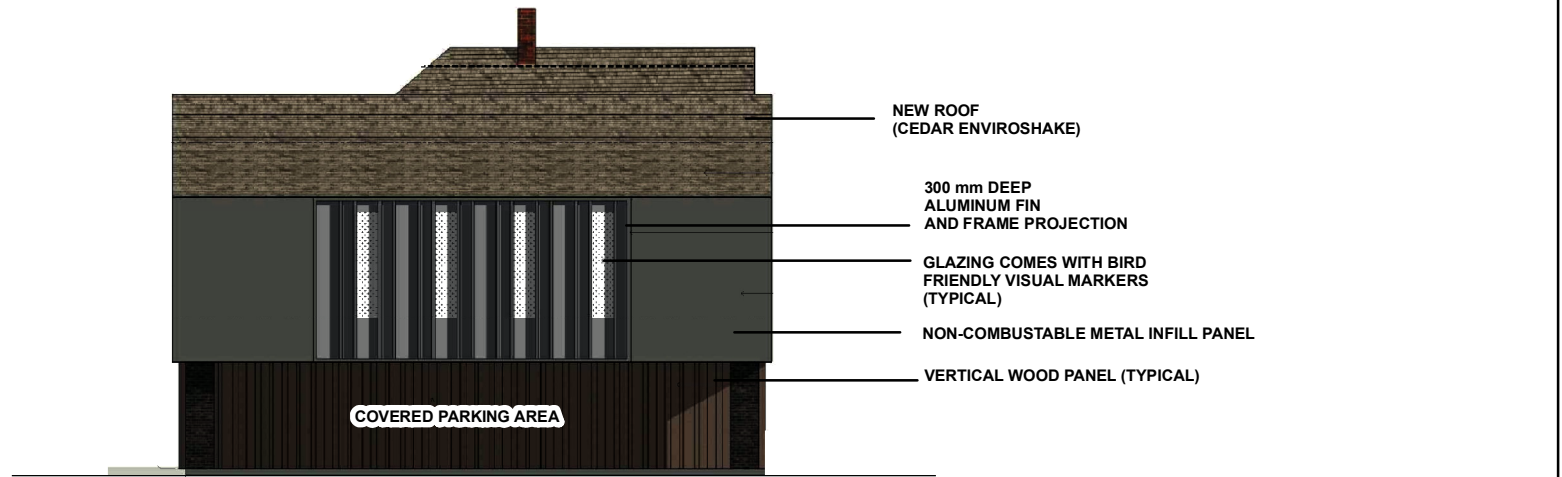 NEW ROOF
(CEDAR ENVIROSHAKE)
300 mm DEEP
ALUMINUM FIN
AND FRAME PROJECTION
GLAZING COMES WITH BIRD
FRIENDLY VISUAL MARKERS
(TYPICAL)
NON-COMBUSTABLE METAL INFILL PANEL
VERTICAL WOOD PANEL (TYPICAL)
COVERED PARKING AREA